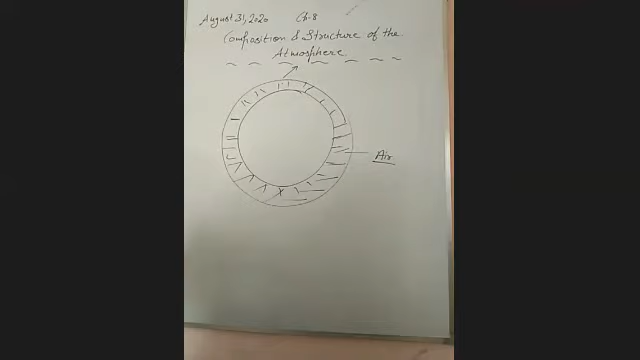 August 31, 2020 Ch-8
Composition & Structure of the
Atmosphere
Air